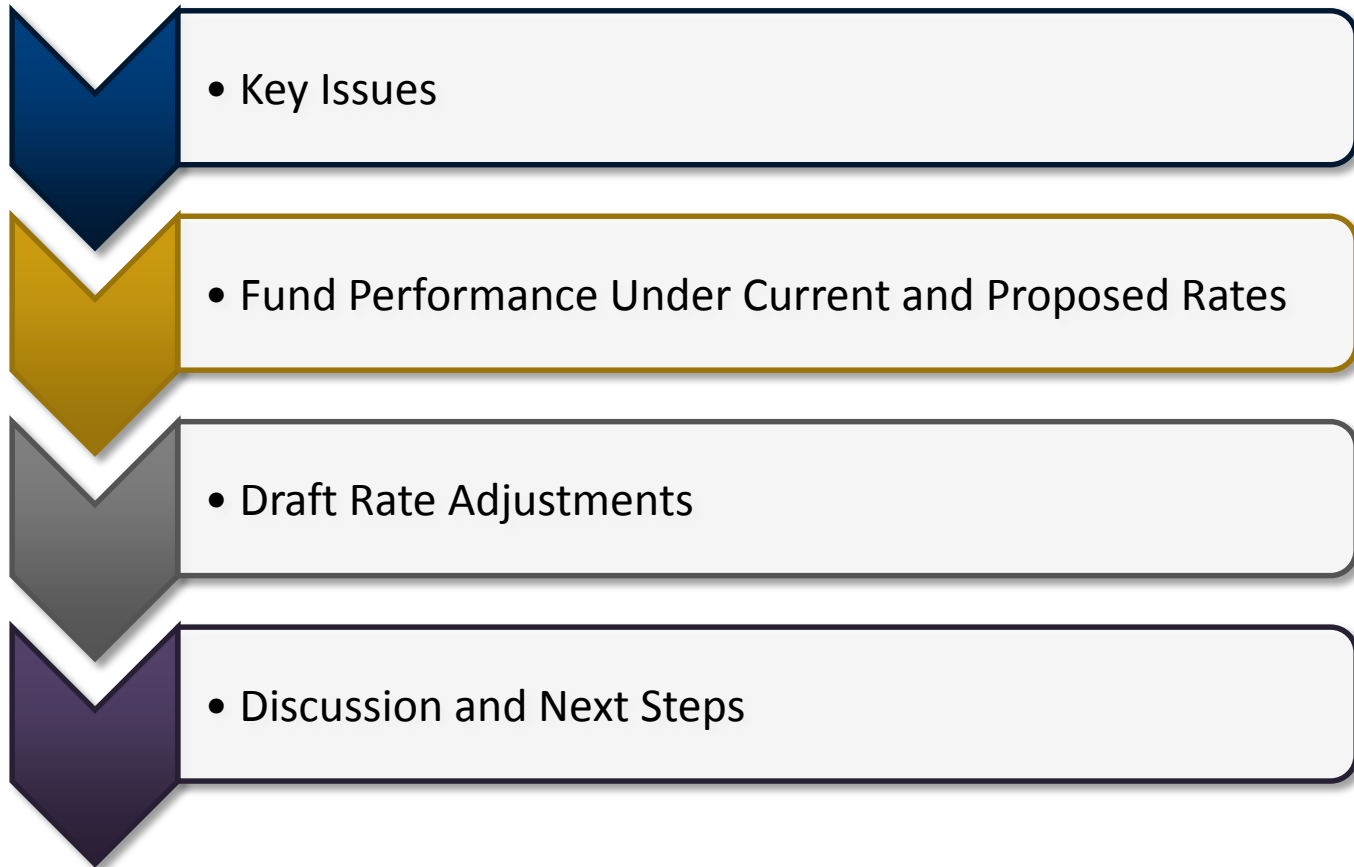 • Key Issues
• Fund Performance Under Current and Proposed Rates
• Draft Rate Adjustments
• Discussion and Next Steps